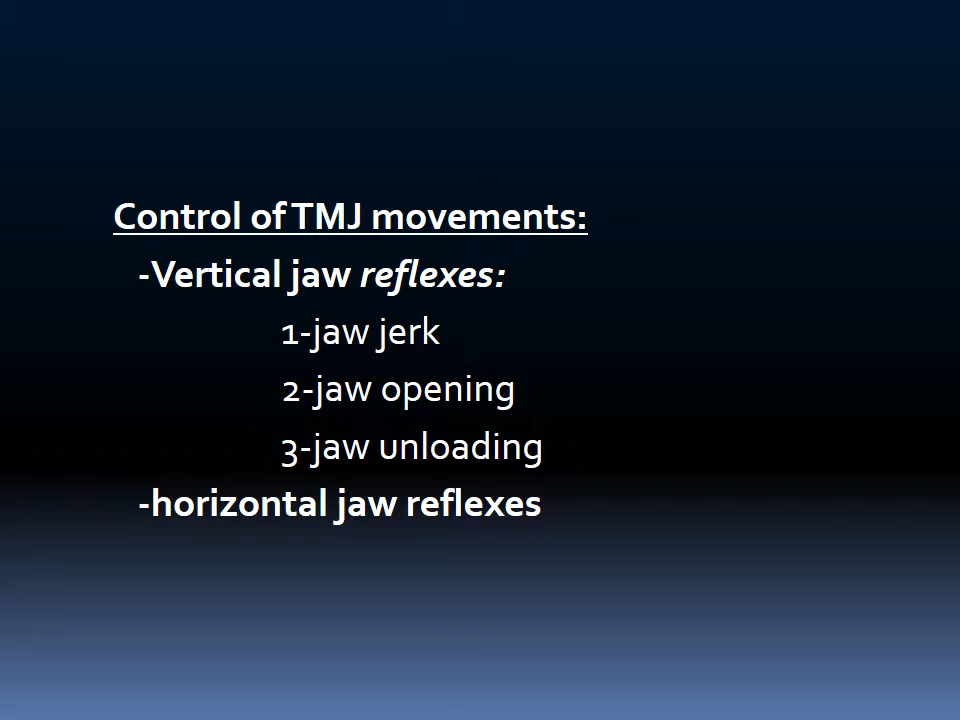 Control of TMJ movements:
-Vertical jaw reflexes:
1-jaw jerk
2-jaw opening
3-jaw unloading
-horizontal jaw reflexes